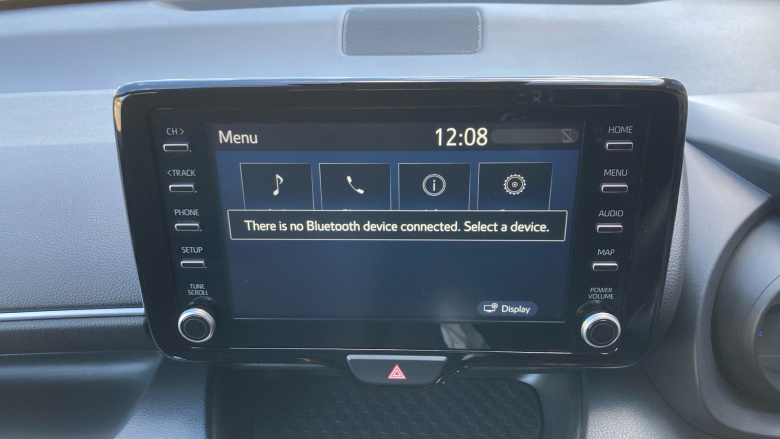 Menu 12:08
There is no Bluetooth device connected. Select a device.
Display
CH >
< TRACK
PHONE
SETUP
TUNE
SCROLL
HOME
MENU
AUDIO
MAP
POWER
VOLUME